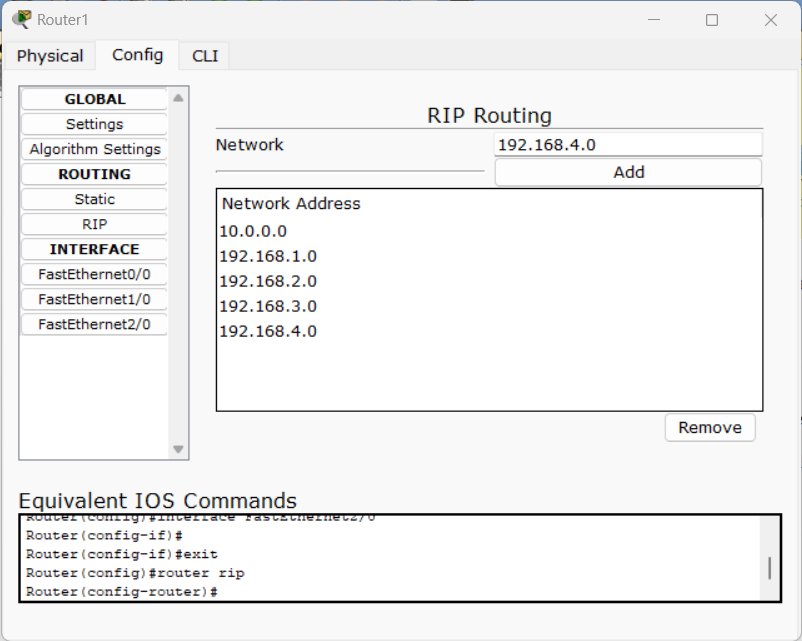 Router1
Physical Config CLI
GLOBAL
Settings
Algorithm Settings
ROUTING
Static
RIP
INTERFACE
FastEthernet0/0
FastEthernet1/0
FastEthernet2/0
RIP Routing
Network 192.168.4.0
Add
Network Address
10.0.0.0
192.168.1.0
192.168.2.0
192.168.3.0
192.168.4.0
Remove
Equivalent IOS Commands
Router(config)#interface FastEthernet2/0
Router(config-if)#
Router(config-if)#exit
Router(config)#router rip
Router(config-router)#